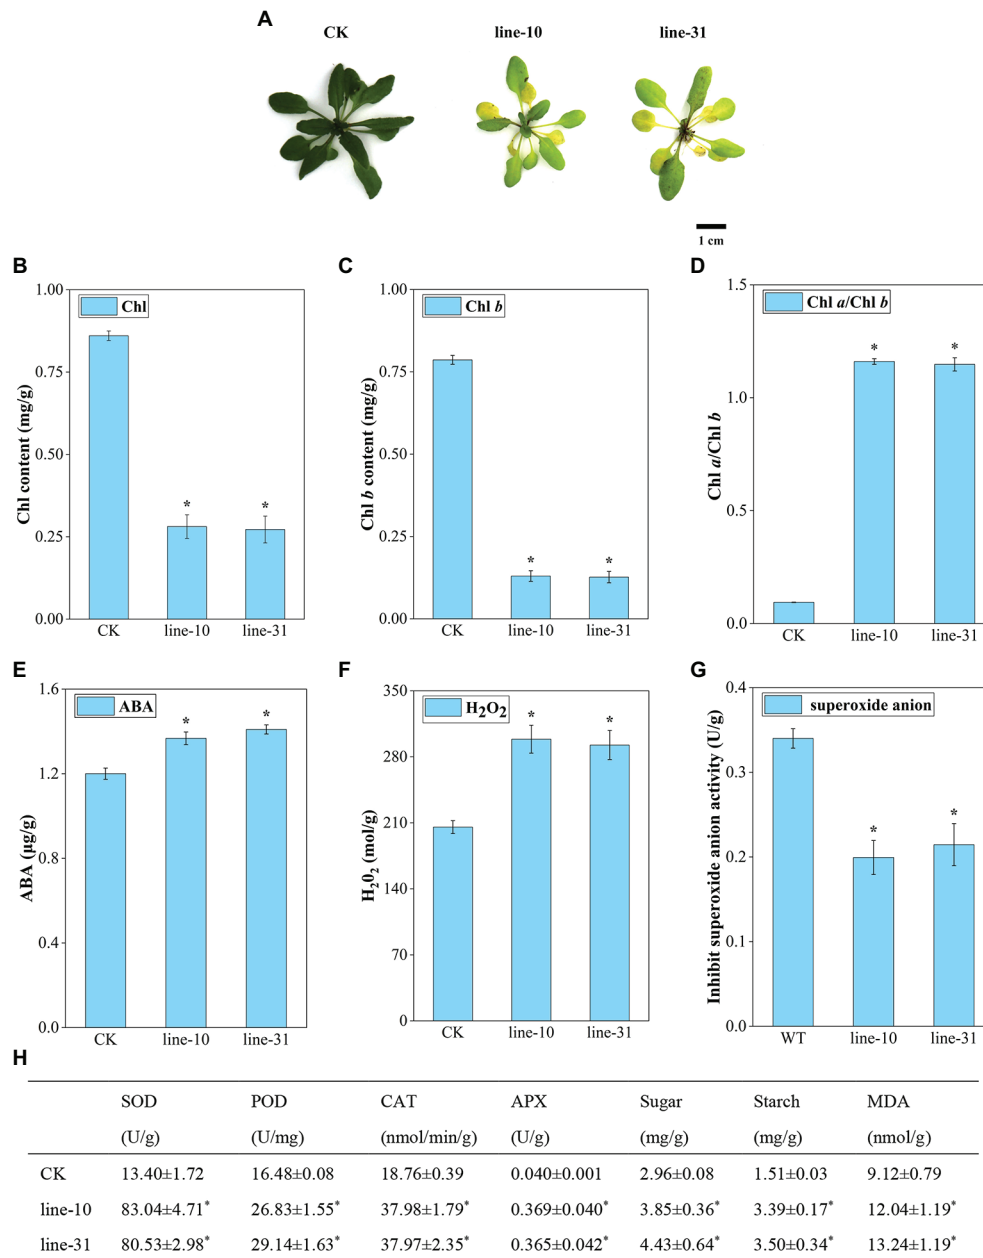 A
CK line-10 line-31
1 cm
B
Chl
Chl content (mg/g)
1.00
0.75
0.50
0.25
0.00
* *
CK line-10 line-31
C
Chl b
Chl b content (mg/g)
1.00
0.75
0.50
0.25
0.00
* *
CK line-10 line-31
D
Chl a/Chl b
Chl a/Chl b
1.5
1.0
0.5
0.0
* *
CK line-10 line-31
E
ABA
ABA (μg/g)
1.6
1.2
0.8
0.4
0.0
* *
CK line-10 line-31
F
H2O2
H2O2 (mol/g)
350
280
210
140
70
0
* *
CK line-10 line-31
G
superoxide anion
Inhibit superoxide anion activity (U/g)
0.4
0.3
0.2
0.1
0.0
* *
WT line-10 line-31
H
SOD POD CAT APX Sugar Starch MDA
(U/g) (U/mg) (nmol/min/g) (U/g) (mg/g) (mg/g) (nmol/g)
CK 13.40±1.72 16.48±0.08 18.76±0.39 0.040±0.001 2.96±0.08 1.51±0.03 9.12±0.79
line-10 83.04±4.71* 26.83±1.55* 37.98±1.79* 0.369±0.040* 3.85±0.36* 3.39±0.17* 12.04±1.19*
line-31 80.53±2.98* 29.14±1.63* 37.97±2.35* 0.365±0.042* 4.43±0.64* 3.50±0.34* 13.24±1.19*